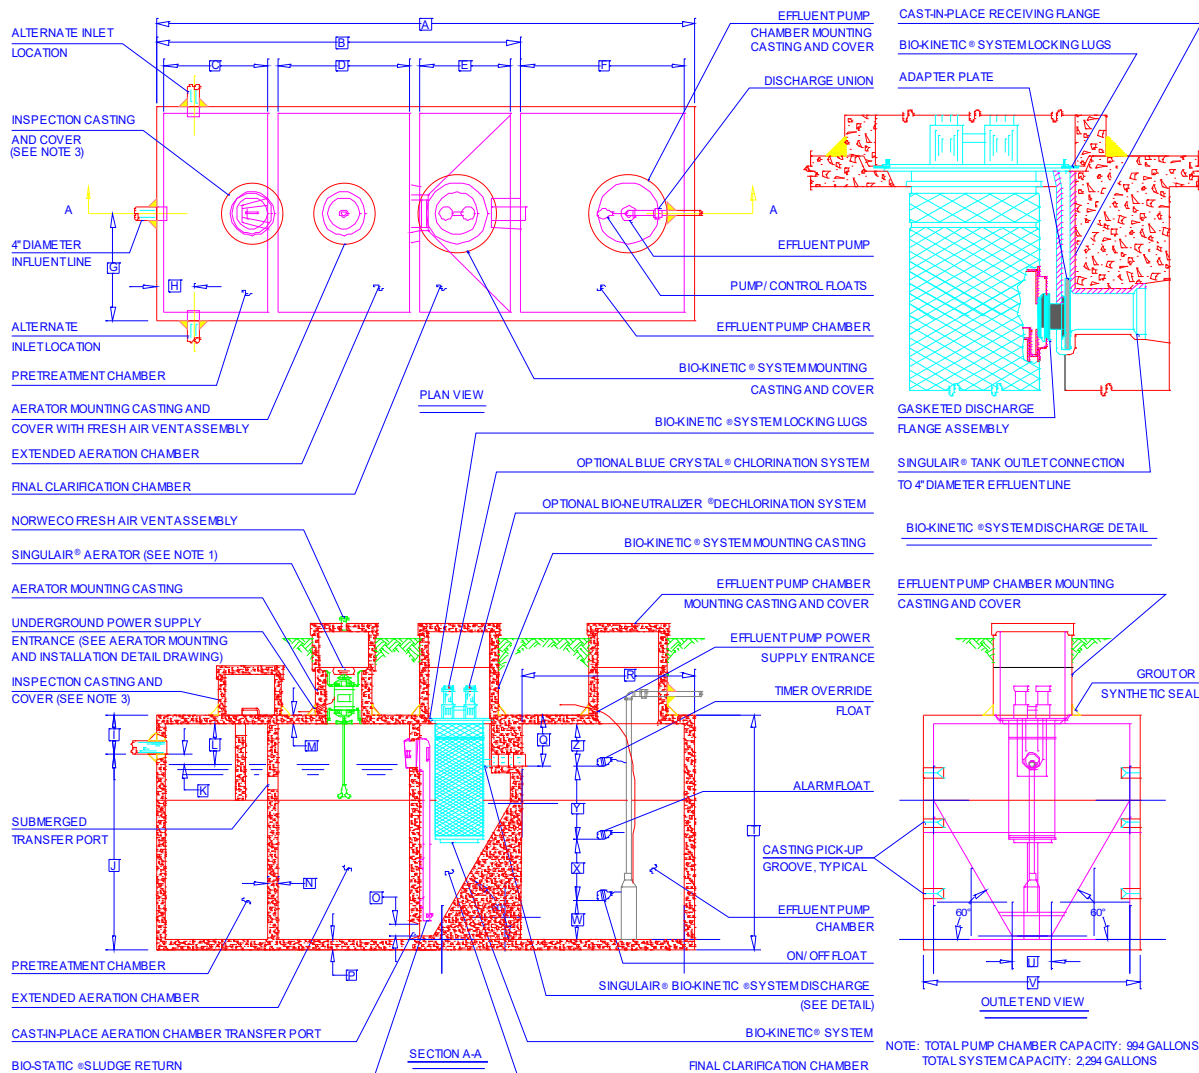 ALTERNATE INLET
LOCATION
INSPECTION CASTING
AND COVER
(SEE NOTE 3)
A
4" DIAMETER
INFLUENT LINE
ALTERNATE
INLET LOCATION
PRETREATMENT CHAMBER
AERATOR MOUNTING CASTING AND
COVER WITH FRESH AIR VENT ASSEMBLY
EXTENDED AERATION CHAMBER
FINAL CLARIFICATION CHAMBER
A
B
C
D
E
F
G
H
PLAN VIEW
EFFLUENT PUMP
CHAMBER MOUNTING
CASTING AND COVER
DISCHARGE UNION
A
EFFLUENT PUMP
PUMP/ CONTROL FLOATS
EFFLUENT PUMP CHAMBER
BIO-KINETIC ® SYSTEM MOUNTING
CASTING AND COVER
CAST-IN-PLACE RECEIVING FLANGE
BIO-KINETIC ® SYSTEM LOCKING LUGS
ADAPTER PLATE
GASKETED DISCHARGE
FLANGE ASSEMBLY
SINGULAIR® TANK OUTLET CONNECTION
TO 4" DIAMETER EFFLUENT LINE
BIO-KINETIC ® SYSTEM DISCHARGE DETAIL
NORWECO FRESH AIR VENT ASSEMBLY
SINGULAIR® AERATOR (SEE NOTE 1)
AERATOR MOUNTING CASTING
UNDERGROUND POWER SUPPLY
ENTRANCE (SEE AERATOR MOUNTING
AND INSTALLATION DETAIL DRAWING)
INSPECTION CASTING AND
COVER (SEE NOTE 3)
SUBMERGED
TRANSFER PORT
PRETREATMENT CHAMBER
EXTENDED AERATION CHAMBER
CAST-IN-PLACE AERATION CHAMBER TRANSFER PORT
BIO-STATIC ® SLUDGE RETURN
BIO-KINETIC ® SYSTEM LOCKING LUGS
OPTIONAL BLUE CRYSTAL® CHLORINATION SYSTEM
OPTIONAL BIO-NEUTRALIZER ® DECHLORINATION SYSTEM
BIO-KINETIC ® SYSTEM MOUNTING CASTING
EFFLUENT PUMP CHAMBER
MOUNTING CASTING AND COVER
EFFLUENT PUMP POWER
SUPPLY ENTRANCE
TIMER OVERRIDE
FLOAT
ALARM FLOAT
EFFLUENT PUMP
CHAMBER
ON/ OFF FLOAT
SINGULAIR® BIO-KINETIC ® SYSTEM DISCHARGE
(SEE DETAIL)
BIO-KINETIC® SYSTEM
FINAL CLARIFICATION CHAMBER
I
J
K
L
M
N
O
P
Q
R
Z
Y
X
W
T
SECTION A-A
EFFLUENT PUMP CHAMBER MOUNTING
CASTING AND COVER
GROUT OR
SYNTHETIC SEAL
CASTING PICK-UP
GROOVE, TYPICAL
60°
60°
U
V
OUTLET END VIEW
NOTE: TOTAL PUMP CHAMBER CAPACITY: 994 GALLONS
TOTAL SYSTEM CAPACITY: 2,294 GALLONS